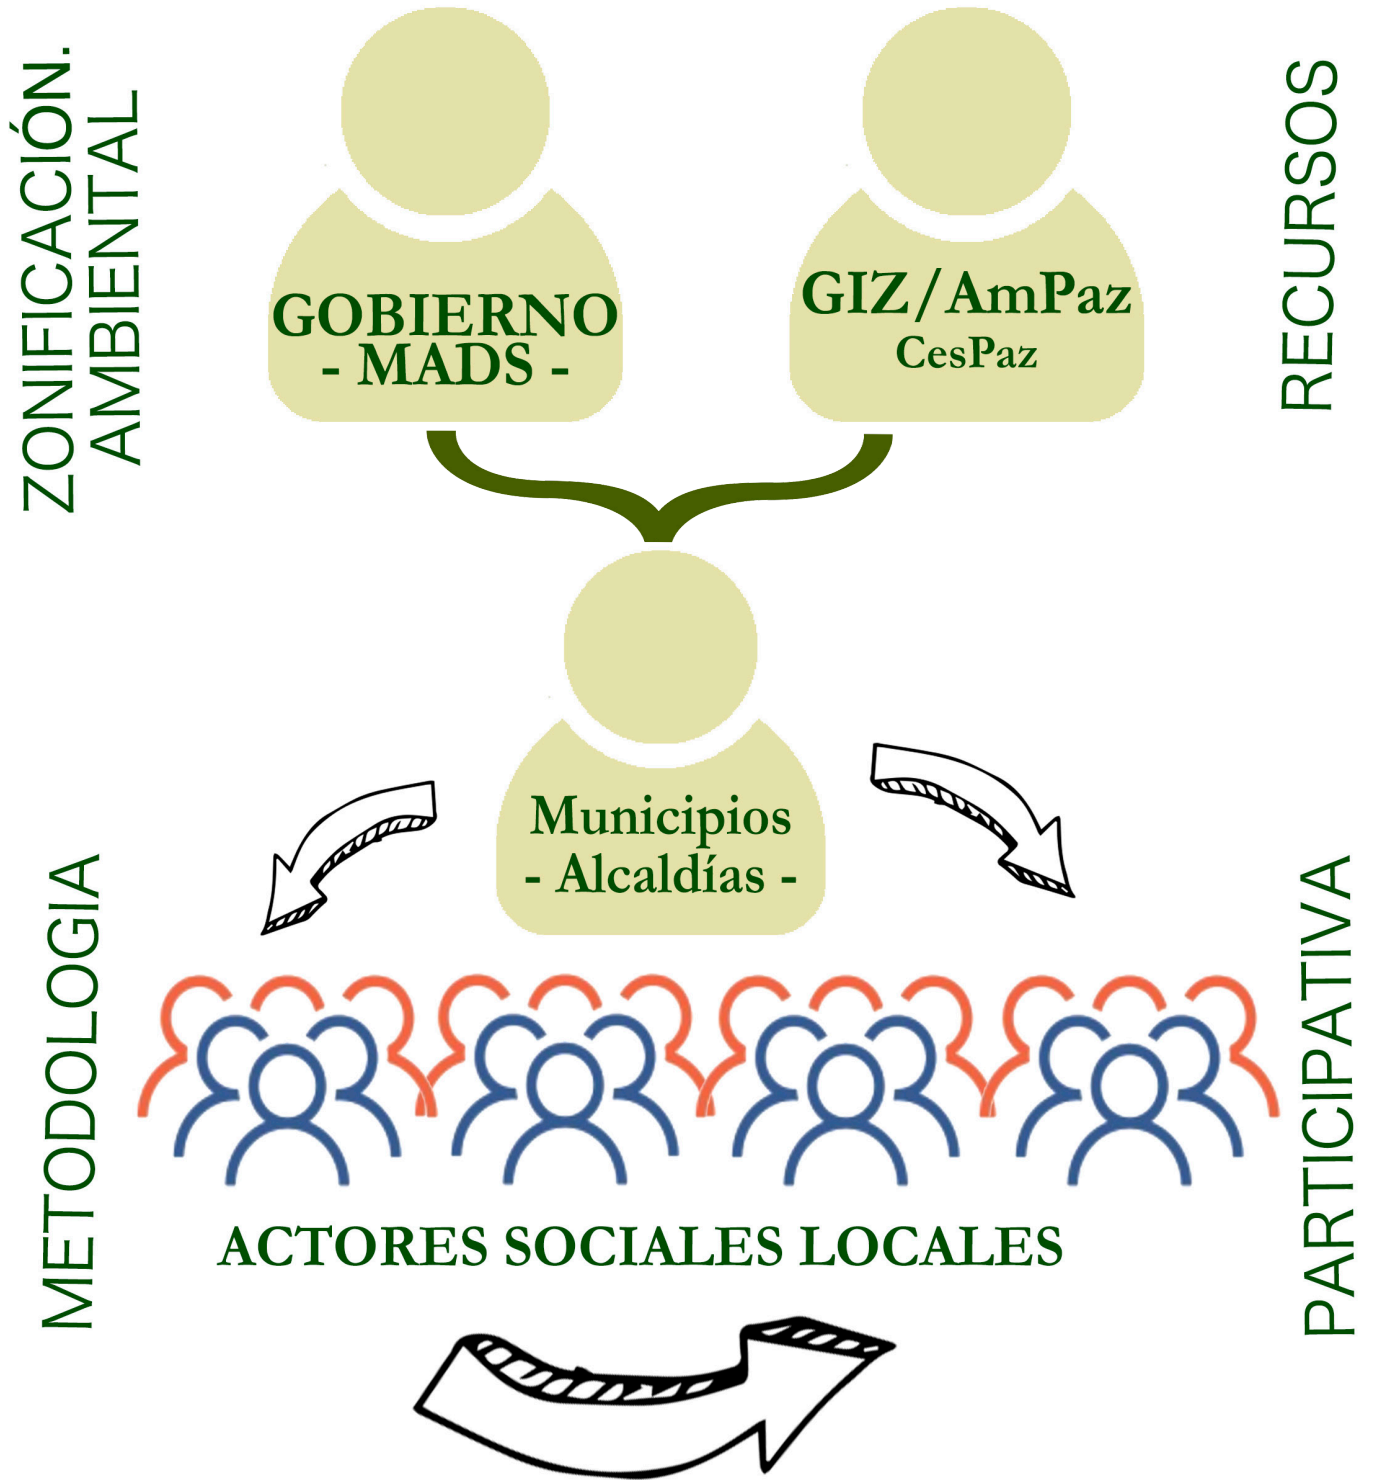 ZONIFICACIÓN.
AMBIENTAL
GOBIERNO
- MADS -
GIZ/AmPaz
CesPaz
RECURSOS
Municipios
- Alcaldías -
METODOLOGIA
PARTICIPATIVA
ACTORES SOCIALES LOCALES